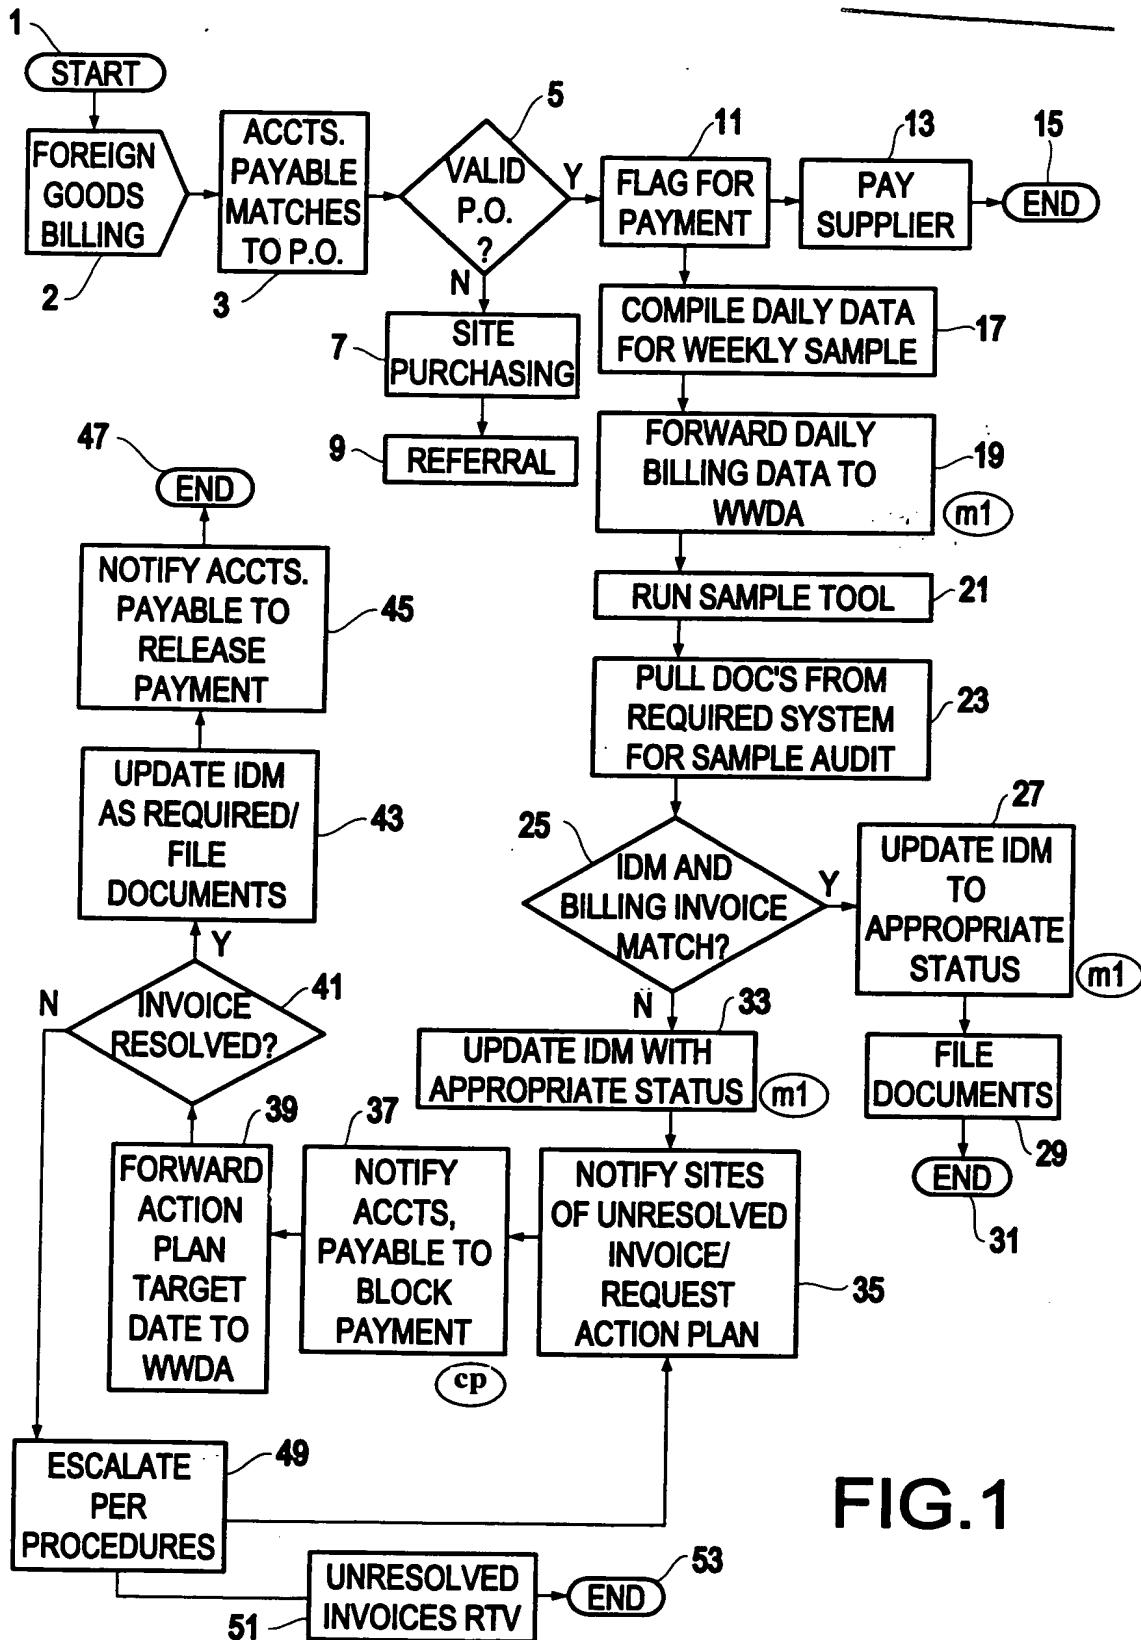 1
START
2
FOREIGN
GOODS
BILLING
3
ACCTS.
PAYABLE
MATCHES
TO P.O.
5
VALID
P.O.
?
Y
N
11
FLAG FOR
PAYMENT
13
PAY
SUPPLIER
15
END
7
SITE
PURCHASING
9
REFERRAL
17
COMPILE DAILY DATA
FOR WEEKLY SAMPLE
19
FORWARD DAILY
BILLING DATA TO
WWDA
m1
21
RUN SAMPLE TOOL
23
PULL DOC'S FROM
REQUIRED SYSTEM
FOR SAMPLE AUDIT
25
IDM AND
BILLING INVOICE
MATCH?
Y
N
27
UPDATE IDM
TO
APPROPRIATE
STATUS
m1
FILE
DOCUMENTS
29
END
31
33
UPDATE IDM WITH
APPROPRIATE STATUS
m1
NOTIFY SITES
OF UNRESOLVED
INVOICE/
REQUEST
ACTION PLAN
35
37
NOTIFY
ACCTS,
PAYABLE TO
BLOCK
PAYMENT
cp
39
FORWARD
ACTION
PLAN
TARGET
DATE TO
WWDA
41
INVOICE
RESOLVED?
Y
N
43
UPDATE IDM
AS REQUIRED/
FILE
DOCUMENTS
45
NOTIFY ACCTS.
PAYABLE TO
RELEASE
PAYMENT
47
END
49
ESCALATE
PER
PROCEDURES
51
UNRESOLVED
INVOICES RTV
53
END
FIG.1